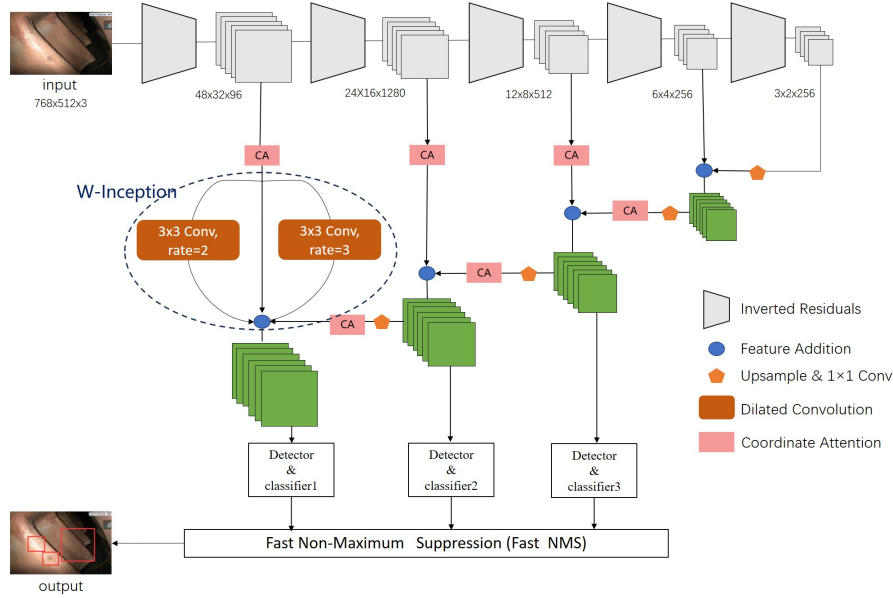 input
768x512x3
48x32x96
24X16x1280
12x8x512
6x4x256
3x2x256
CA
CA
CA
W-Inception
3x3 Conv,
rate=2
3x3 Conv,
rate=3
CA
CA
CA
Inverted Residuals
Feature Addition
Upsample & 1×1 Conv
Dilated Convolution
Coordinate Attention
Detector
&
classifier1
Detector
&
classifier2
Detector
&
classifier3
Fast Non-Maximum Suppression (Fast NMS)
output